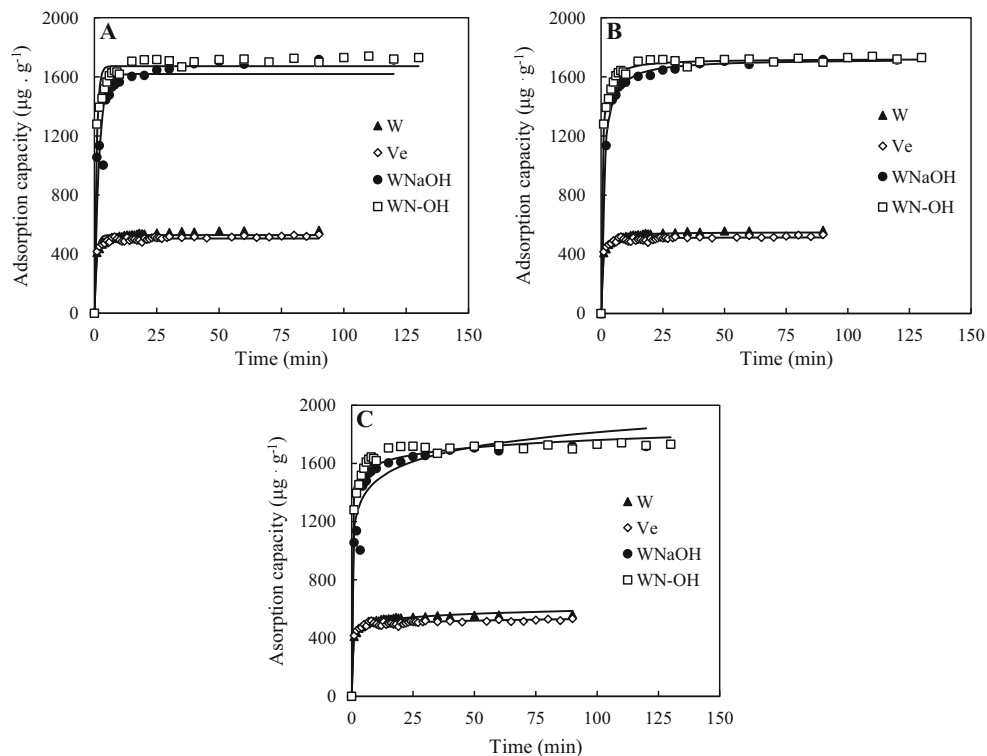 A
2000
1600
1200
800
400
0
Adsorption capacity (µg · g⁻¹)
W
Ve
WNaOH
WN-OH
0 25 50 75 100 125 150
Time (min)
B
2000
1600
1200
800
400
0
Adsorption capacity (µg · g⁻¹)
W
Ve
WNaOH
WN-OH
0 25 50 75 100 125 150
Time (min)
C
2000
1600
1200
800
400
0
Asorption capacity (µg · g⁻¹)
W
Ve
WNaOH
WN-OH
0 25 50 75 100 125 150
Time (min)